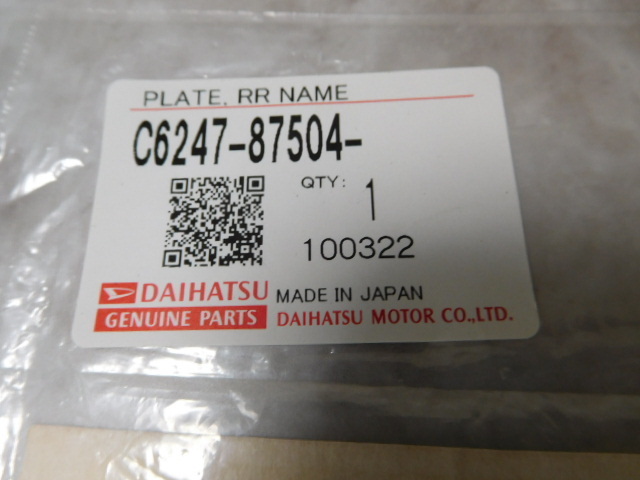 PLATE, RR NAME
C6247-87504-
QTY: 1
100322
DAIHATSU MADE IN JAPAN
GENUINE PARTS DAIHATSU MOTOR CO.,LTD.